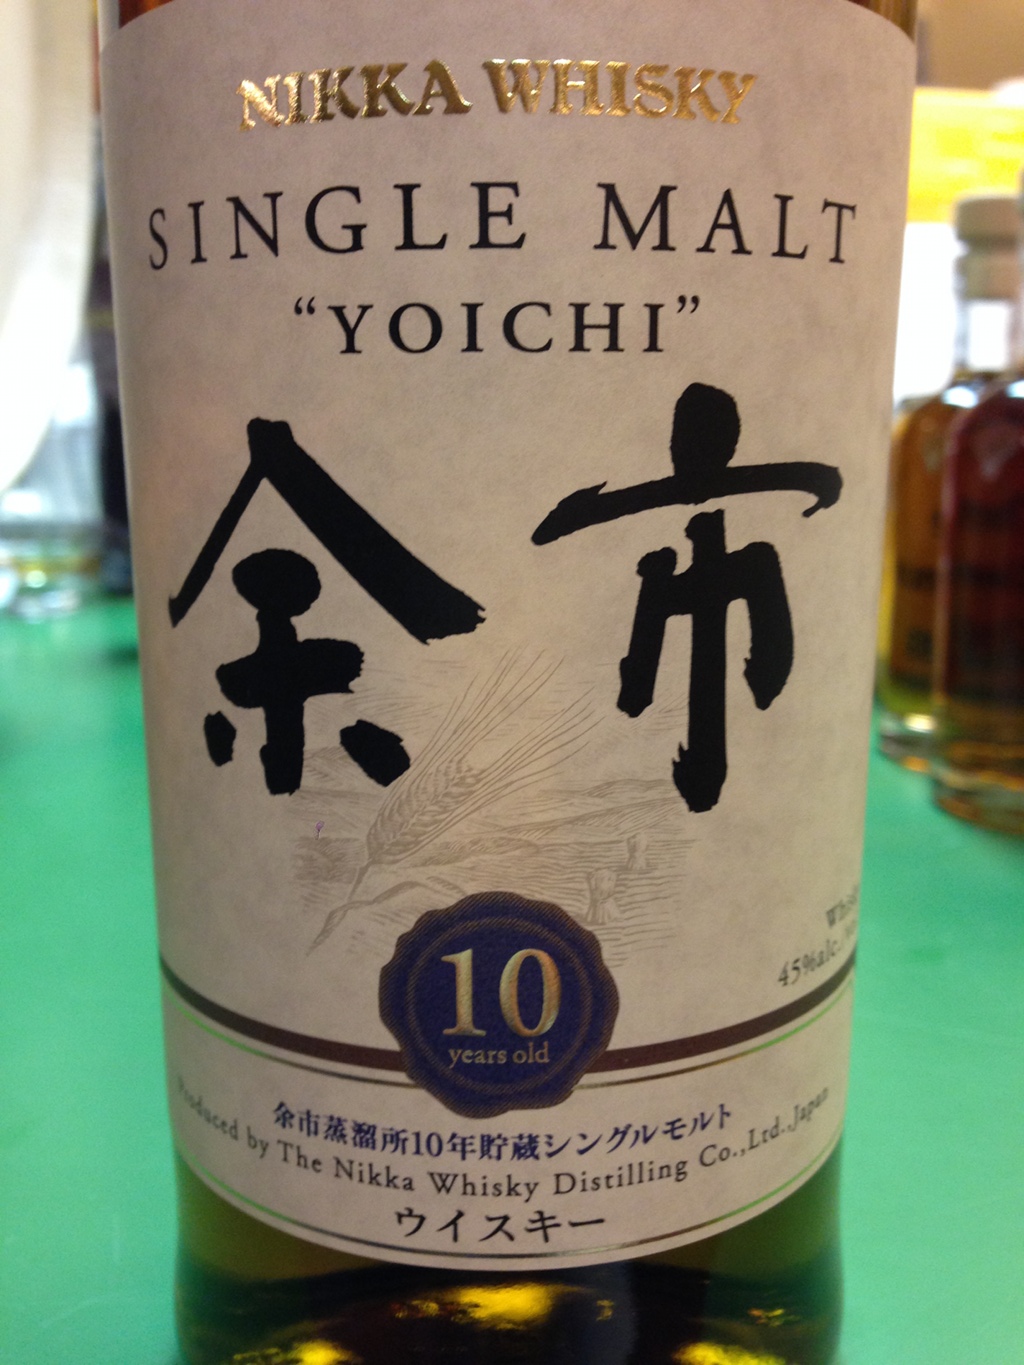 NIKKA WHISKY
SINGLE MALT
“YOICHI”
余市
45%alc.
10
years old
余市蒸溜所10年貯蔵シングルモルト
Produced by The Nikka Whisky Distilling Co.,Ltd.,Japan
ウイスキー